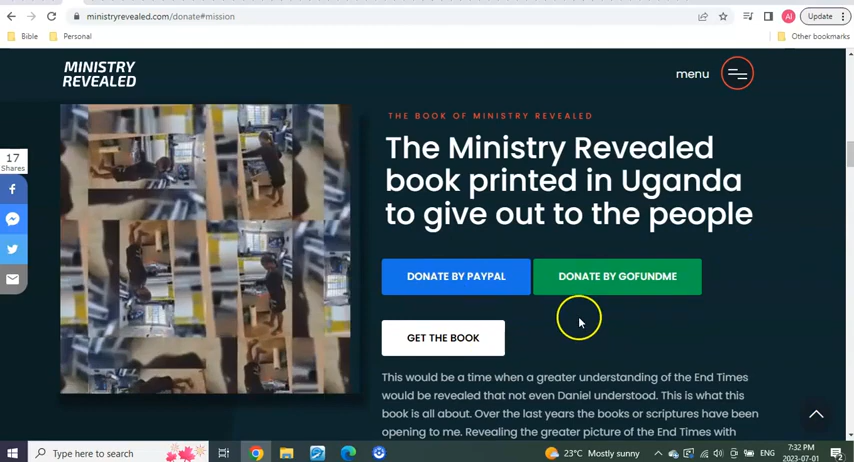 ministryrevealed.com/donate#mission
AI
Update
Bible
Personal
Other bookmarks
MINISTRY
REVEALED
menu
17
Shares
THE BOOK OF MINISTRY REVEALED
The Ministry Revealed
book printed in Uganda
to give out to the people
DONATE BY PAYPAL
DONATE BY GOFUNDME
GET THE BOOK
This would be a time when a greater understanding of the End Times
would be revealed that not even Daniel understood. This is what this
book is all about. Over the last years the books or scriptures have been
opening to me. Revealing the greater picture of the End Times with
Type here to search
23°C Mostly sunny
ENG
7:32 PM
2023-07-01
2